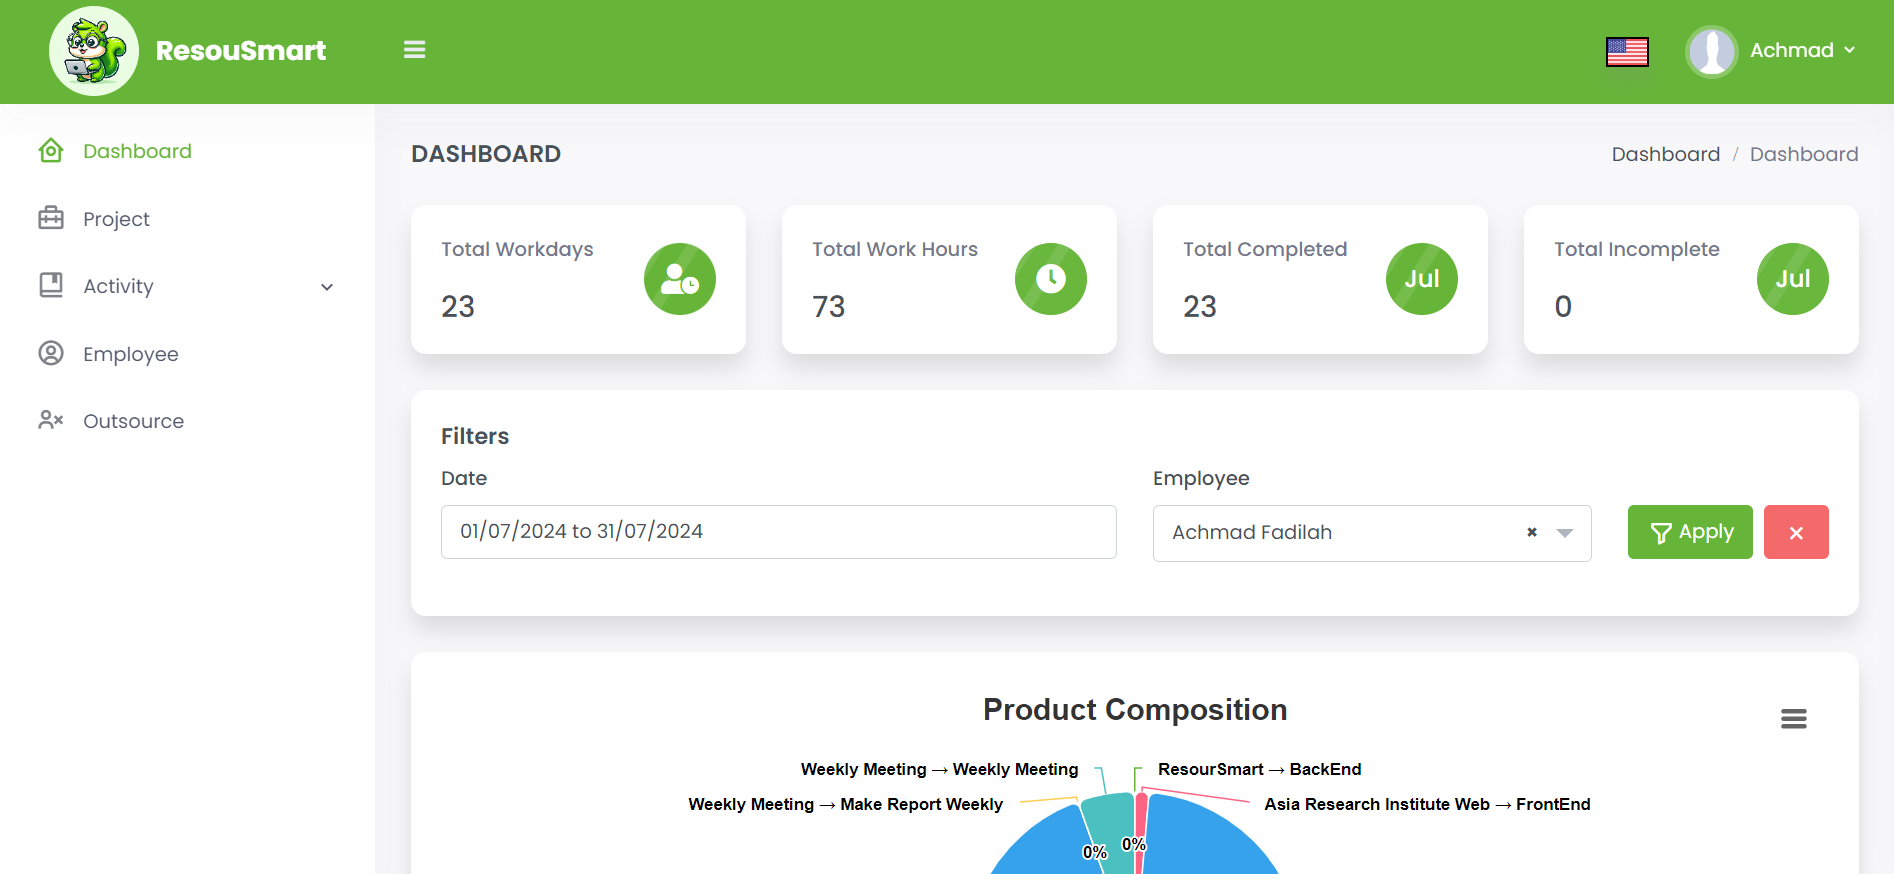 ResouSmart
Achmad
Dashboard
Project
Activity
Employee
Outsource
DASHBOARD
Dashboard / Dashboard
Total Workdays
23
Total Work Hours
73
Total Completed
23
Jul
Total Incomplete
0
Jul
Filters
Date
01/07/2024 to 31/07/2024
Employee
Achmad Fadilah
Apply
Product Composition
Weekly Meeting → Weekly Meeting
ResourSmart → BackEnd
Weekly Meeting → Make Report Weekly
Asia Research Institute Web → FrontEnd
0%
0%